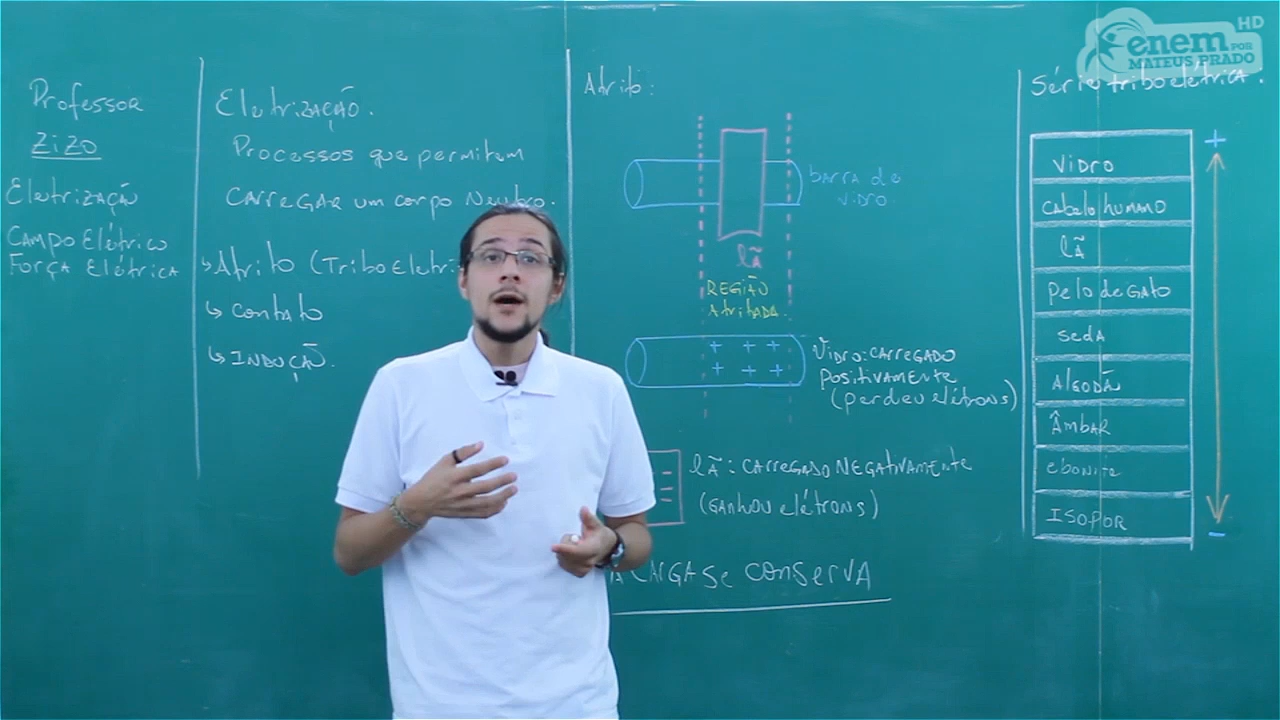 enem HD
POR
MATEUS PRADO
Professor
ZIZO
Eletrização
Campo Elétrico
Força Elétrica
Eletrização.
Processos que permitem
CARREGAR um corpo Neutro.
↳ Atrito (TriboEletri
↳ contato
↳ INDUÇÃO.
Atrito:
barra de
vidro.
lã
REGIÃO
Atritada.
+ + +
+ + +
Vidro: CARREGADO
positivamente
(perdeu elétrons)
lã: CARREGADO NEGATIVAMENTE
(GANHOU elétrons)
CARGA Se conserva
Série triboelétrica.
+
VIDRO
cabelo humano
lã
pelo de GATO
seda
Algodão
Âmbar
ebonite
ISOPOR
-